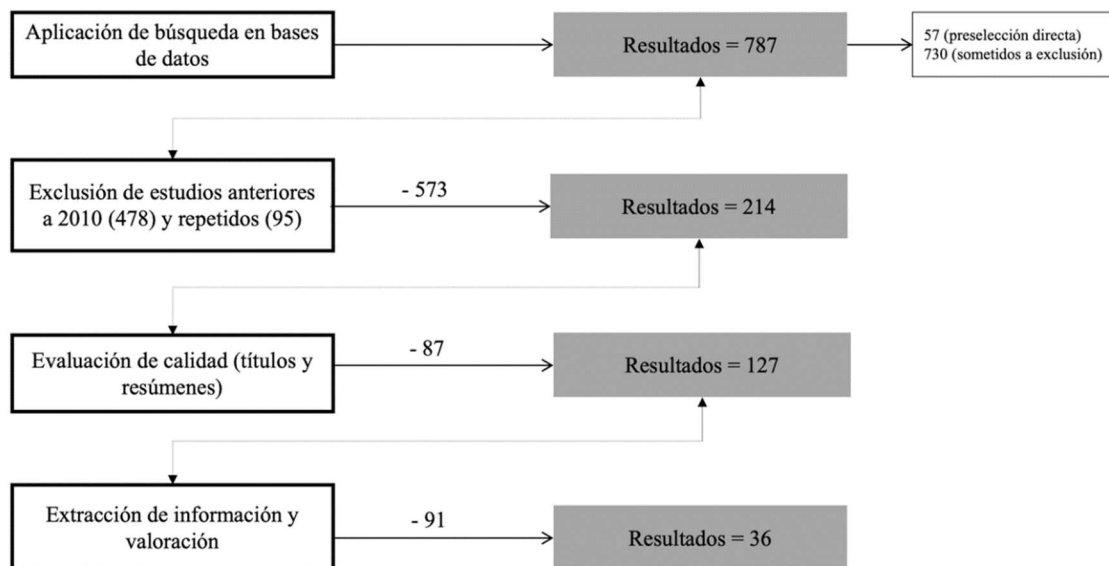 Aplicación de búsqueda en bases
de datos
Resultados = 787
57 (preselección directa)
730 (sometidos a exclusión)
Exclusión de estudios anteriores
a 2010 (478) y repetidos (95)
- 573
Resultados = 214
Evaluación de calidad (títulos y
resúmenes)
- 87
Resultados = 127
Extracción de información y
valoración
- 91
Resultados = 36